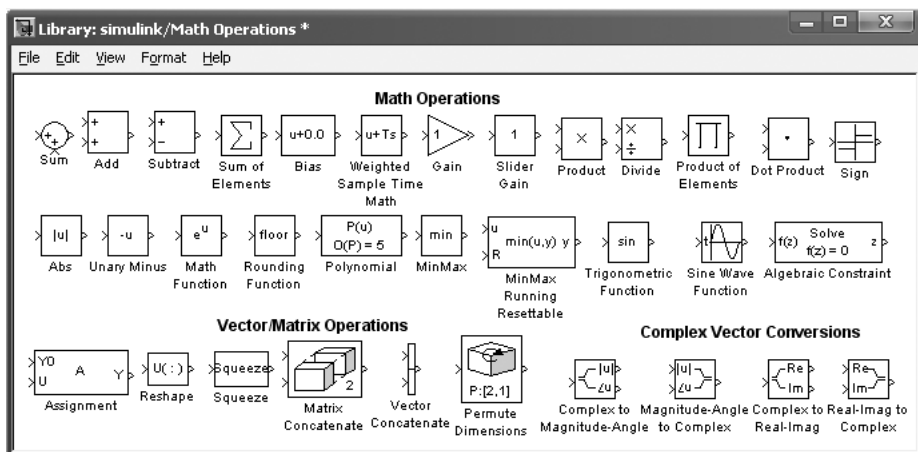 Library: simulink/Math Operations *
File Edit View Format Help
Math Operations
+ + + + + − u+0.0 u+Ts 1 1 × × ÷
Sum Add Subtract Sum of Elements Bias Weighted Sample Time Math Gain Slider Gain Product Divide Product of Elements Dot Product Sign
|u| -u e^u floor P(u) O(P) = 5 min u R min(u,y) y sin t f(z) Solve f(z) = 0 z
Abs Unary Minus Math Function Rounding Function Polynomial MinMax MinMax Running Resettable Trigonometric Function Sine Wave Function Algebraic Constraint
Vector/Matrix Operations Complex Vector Conversions
Y0 U A Y U( : ) Squeeze 2 P:[2,1] |u| ∠u |u| ∠u Re Im Re Im
Assignment Reshape Squeeze Matrix Concatenate Vector Concatenate Permute Dimensions Complex to Magnitude-Angle Magnitude-Angle to Complex Complex to Real-Imag Real-Imag to Complex